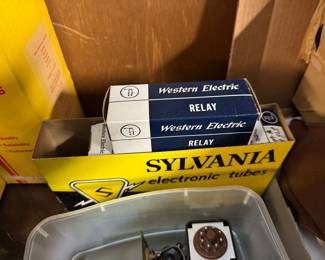 Western Electric
RELAY
Western Electric
RELAY
SYLVANIA
electronic tubes